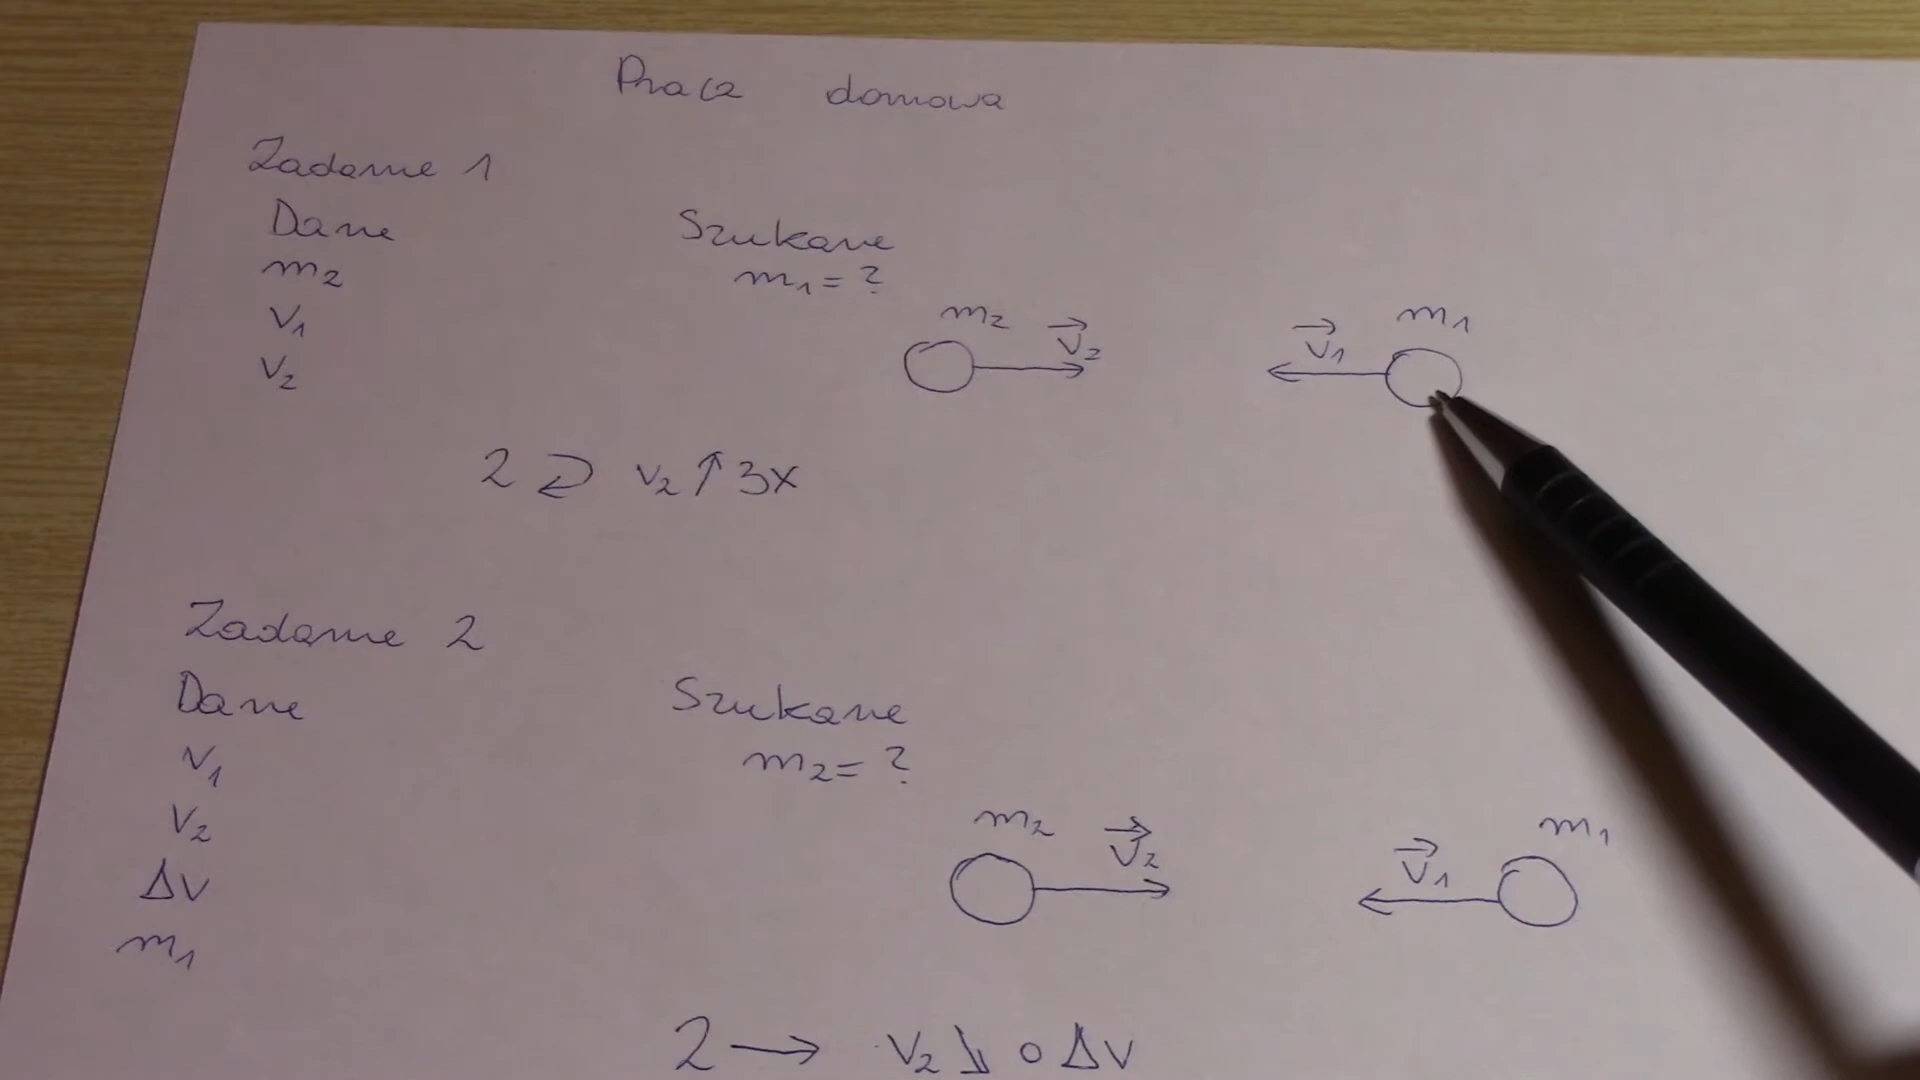 Praca domowa
Zadanie 1
Dane
Szukane
m₂
m₁ = ?
v₁
v₂
m₂
v⃗₂
v⃗₁
m₁
2 ⤸ v₂ ↑ 3x
Zadanie 2
Dane
Szukane
v₁
m₂ = ?
v₂
Δv
m₁
m₂
v⃗₂
v⃗₁
m₁
2 → v₂ ↘ o Δv